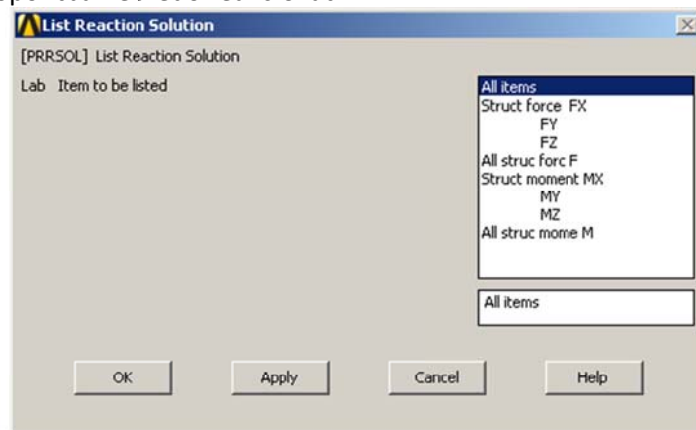 List Reaction Solution
[PRRSOL] List Reaction Solution
Lab Item to be listed
All items
Struct force FX
FY
FZ
All struc forc F
Struct moment MX
MY
MZ
All struc mome M
All items
OK Apply Cancel Help